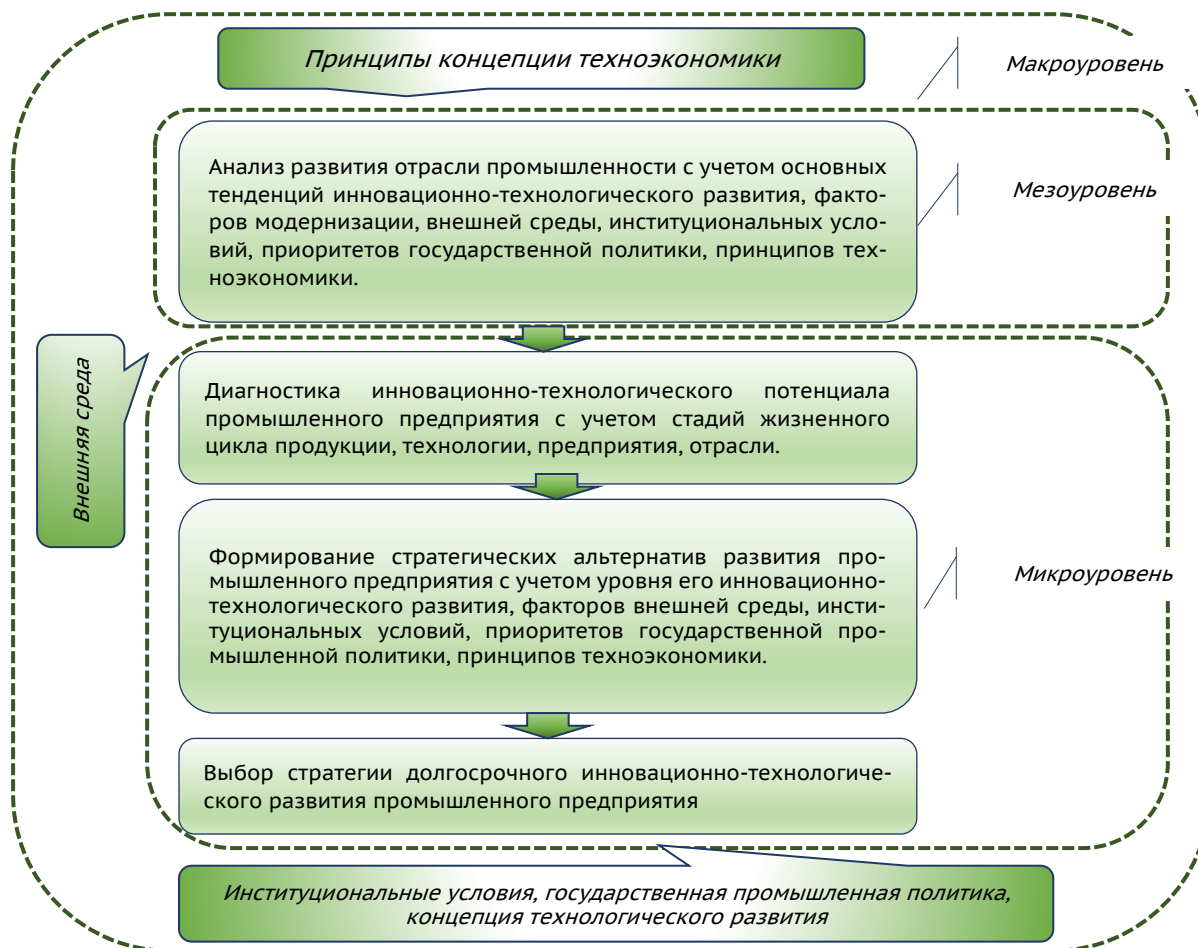 Принципы концепции техноэкономики
Макроуровень
Анализ развития отрасли промышленности с учетом основных
тенденций инновационно-технологического развития, факто-
ров модернизации, внешней среды, институциональных усло-
вий, приоритетов государственной политики, принципов тех-
ноэкономики.
Мезоуровень
Внешняя среда
Диагностика инновационно-технологического потенциала
промышленного предприятия с учетом стадий жизненного
цикла продукции, технологии, предприятия, отрасли.
Формирование стратегических альтернатив развития про-
мышленного предприятия с учетом уровня его инновационно-
технологического развития, факторов внешней среды, инсти-
туциональных условий, приоритетов государственной про-
мышленной политики, принципов техноэкономики.
Микроуровень
Выбор стратегии долгосрочного инновационно-технологиче-
ского развития промышленного предприятия
Институциональные условия, государственная промышленная политика,
концепция технологического развития